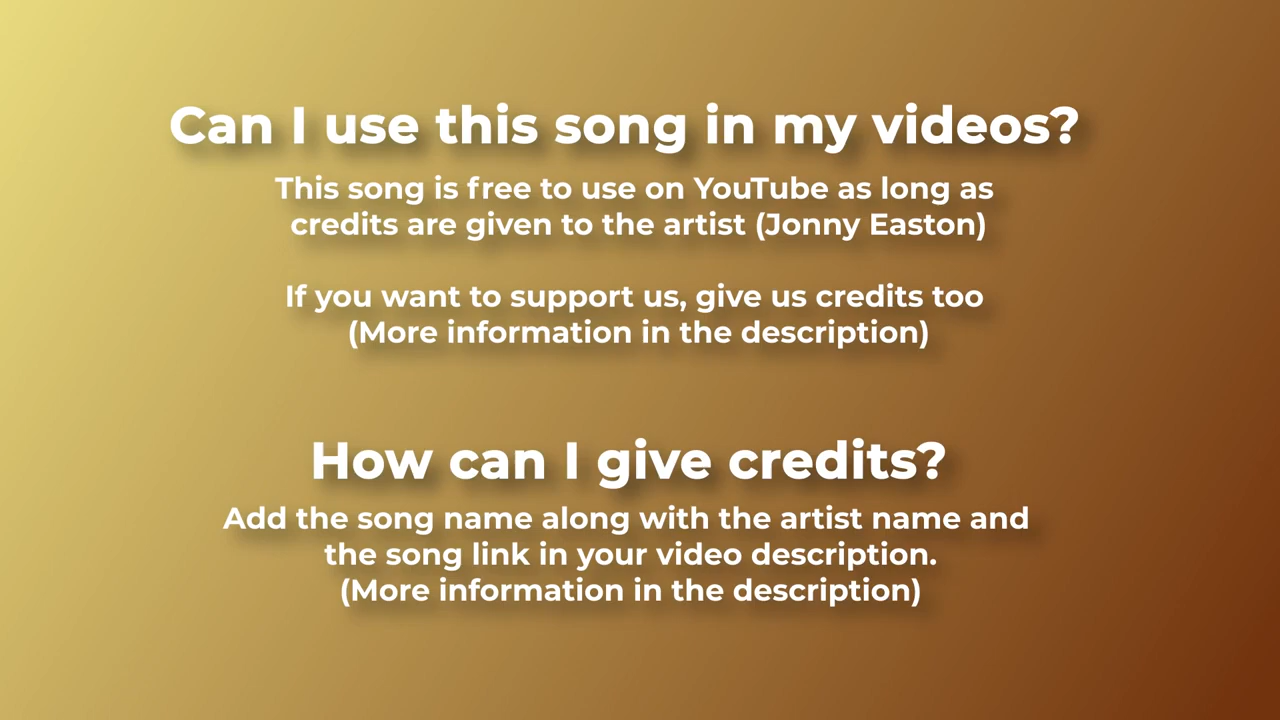 Can I use this song in my videos?
This song is free to use on YouTube as long as
credits are given to the artist (Jonny Easton)
If you want to support us, give us credits too
(More information in the description)
How can I give credits?
Add the song name along with the artist name and
the song link in your video description.
(More information in the description)